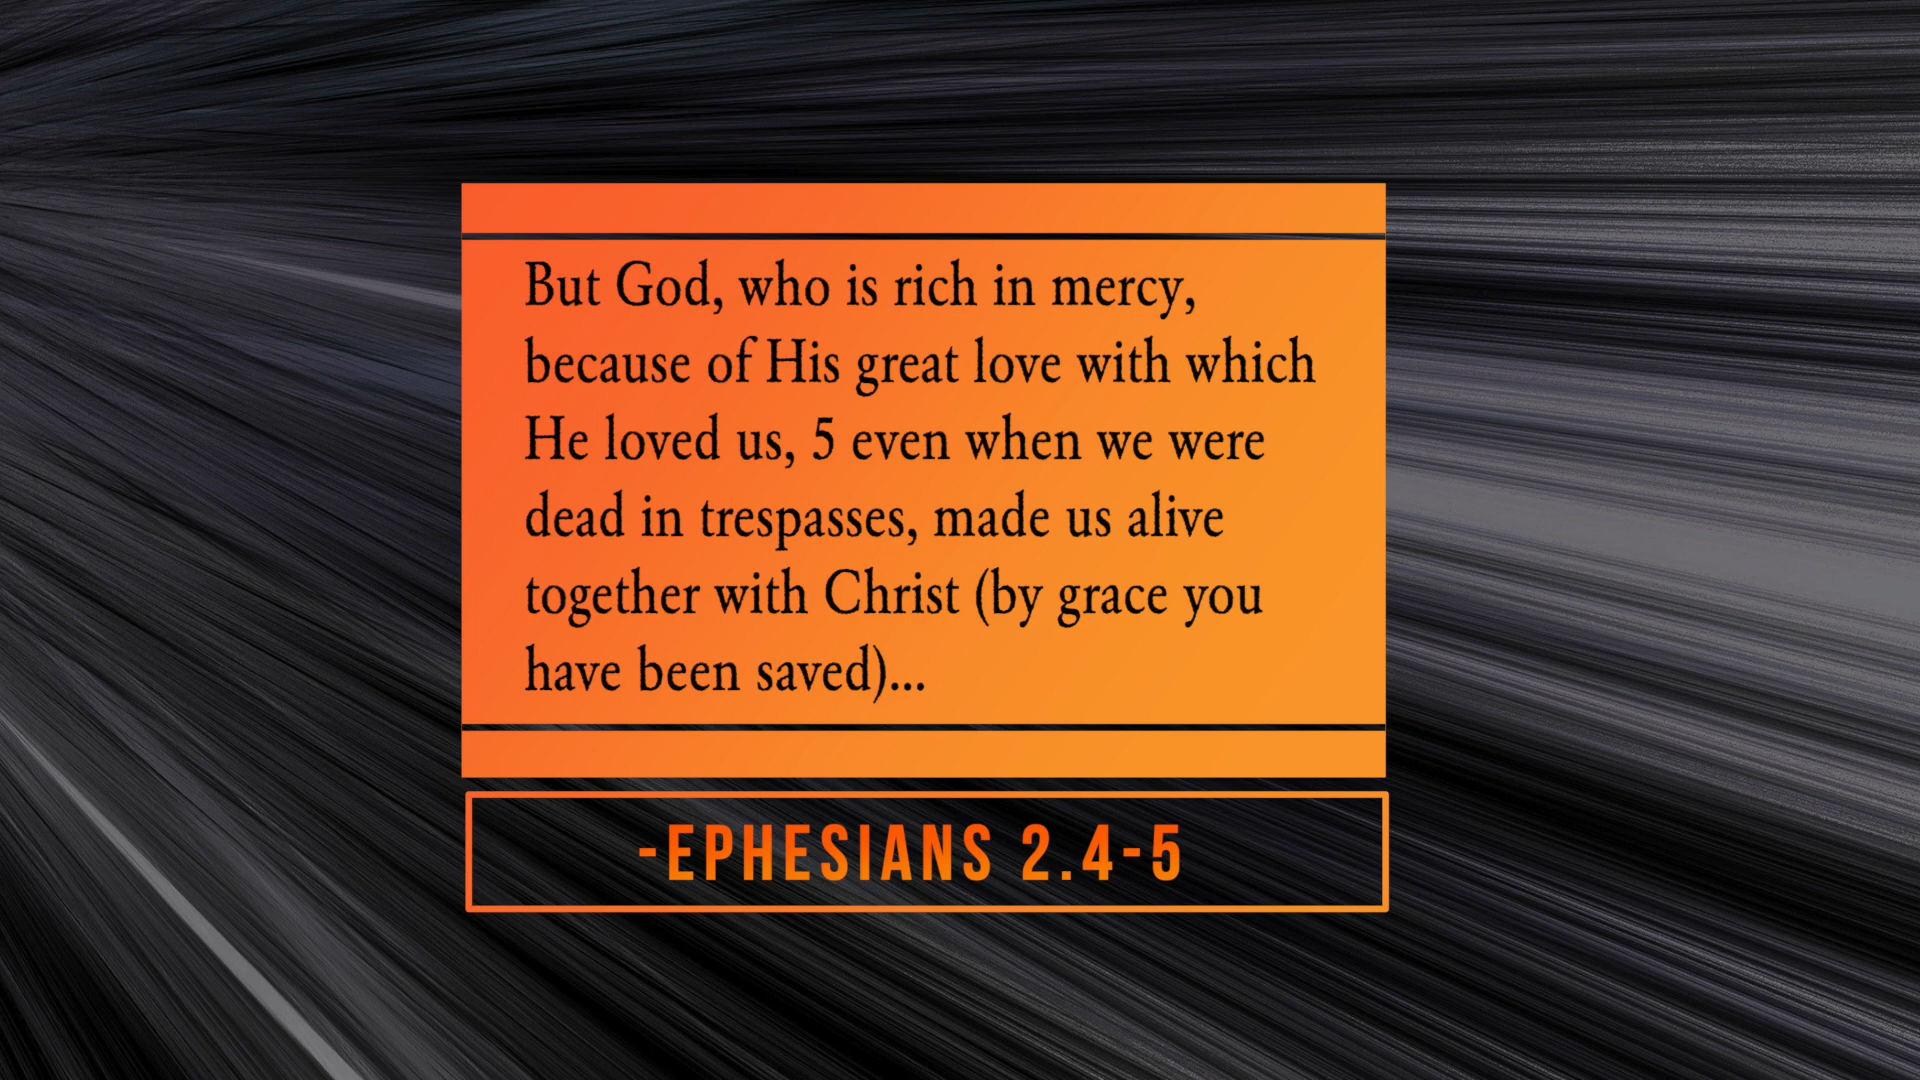 But God, who is rich in mercy,
because of His great love with which
He loved us, 5 even when we were
dead in trespasses, made us alive
together with Christ (by grace you
have been saved)...
-EPHESIANS 2.4-5